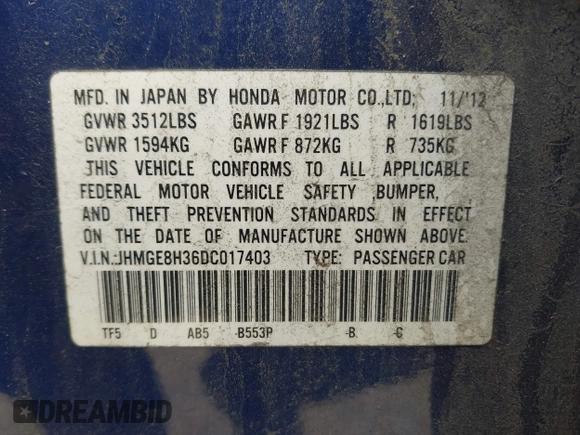 MFD. IN JAPAN BY HONDA MOTOR CO.,LTD; 11/'12
GVWR 3512LBS GAWR F 1921LBS R 1619LBS
GVWR 1594KG GAWR F 872KG R 735KG
THIS VEHICLE CONFORMS TO ALL APPLICABLE
FEDERAL MOTOR VEHICLE SAFETY ,BUMPER,
AND THEFT PREVENTION STANDARDS IN EFFECT
ON THE DATE OF MANUFACTURE SHOWN ABOVE.
V.I.N.:JHMGE8H36DC017403 TYPE: PASSENGER CAR
TF5 D AB5 -B553P -B -C
DREAMBID